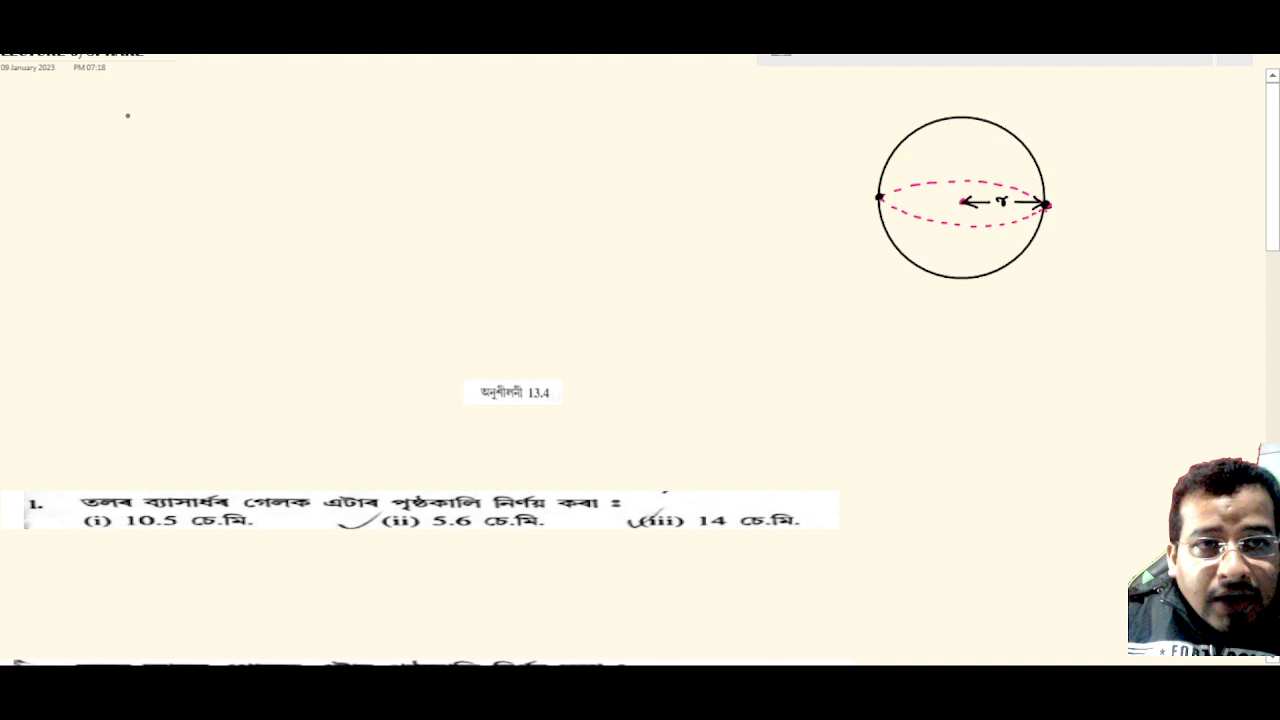 09 January 2023 PM 07:18
r
অনুশীলনী 13.4
1. তলৰ ব্যাসাৰ্ধৰ গেলক এটাৰ পৃষ্ঠকালি নিৰ্ণয় কৰা ঃ
(i) 10.5 চে.মি. (ii) 5.6 চে.মি. (iii) 14 চে.মি.